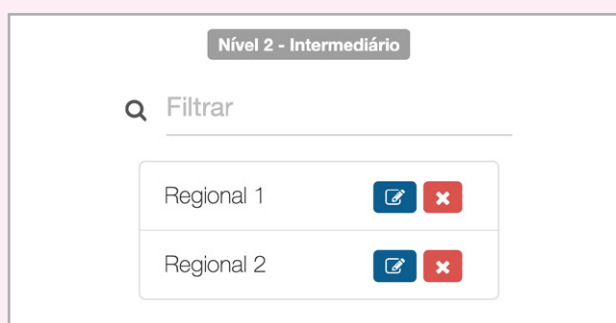 Nível 2 - Intermediário
Filtrar
Regional 1
Regional 2